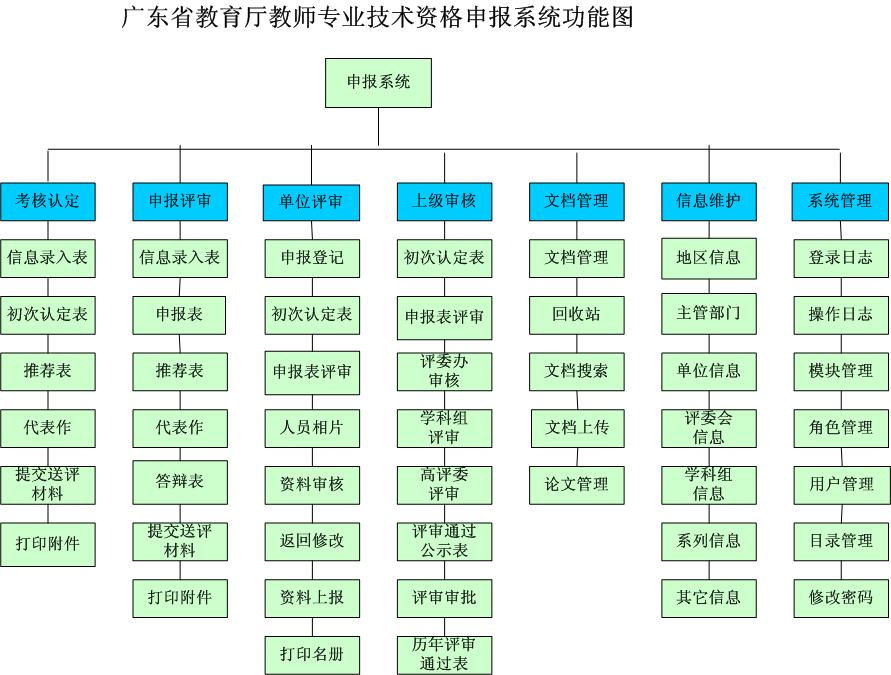 广东省教育厅教师专业技术资格申报系统功能图
申报系统
考核认定
信息录入表
初次认定表
推荐表
代表作
提交送评
材料
打印附件
申报评审
信息录入表
申报表
推荐表
代表作
答辩表
提交送评
材料
打印附件
单位评审
申报登记
初次认定表
申报表评审
人员相片
资料审核
返回修改
资料上报
打印名册
上级审核
初次认定表
申报表评审
评委办
审核
学科组
评审
高评委
评审
评审通过
公示表
评审审批
历年评审
通过表
文档管理
文档管理
回收站
文档搜索
文档上传
论文管理
信息维护
地区信息
主管部门
单位信息
评委会
信息
学科组
信息
系列信息
其它信息
系统管理
登录日志
操作日志
模块管理
角色管理
用户管理
目录管理
修改密码